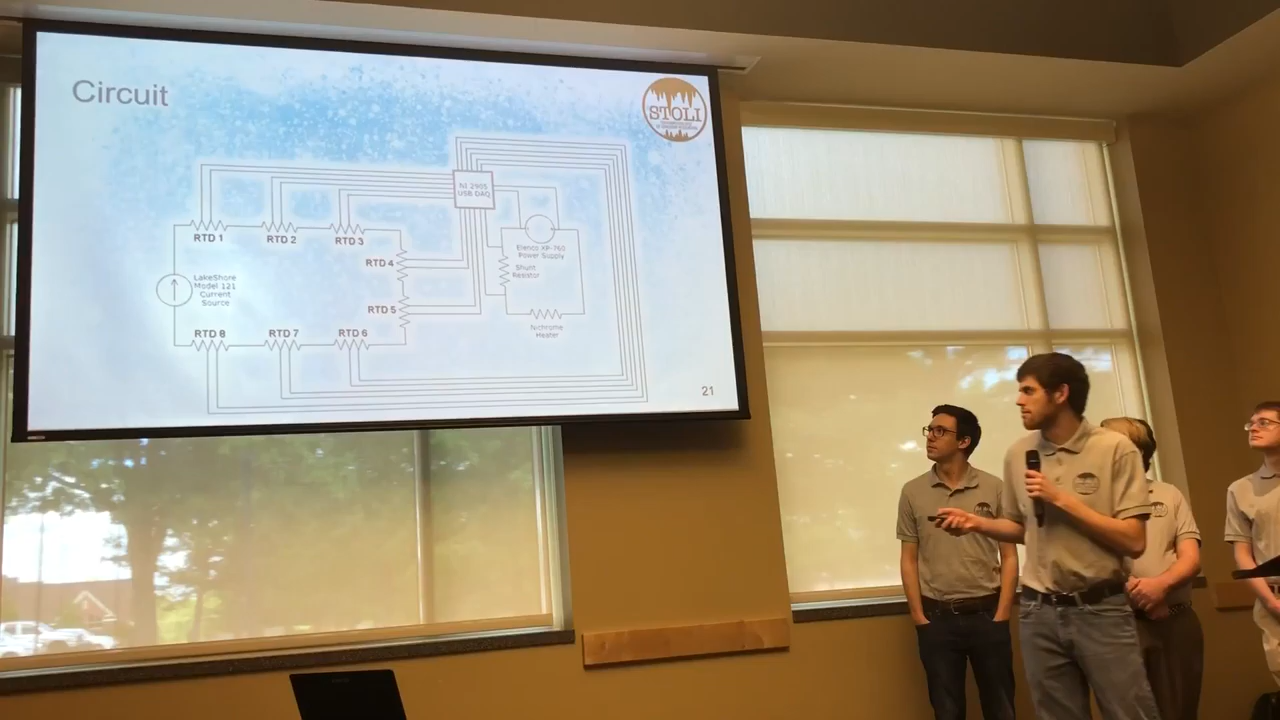 Circuit
STOLI
NI 2905
USB DAQ
RTD 1
RTD 2
RTD 3
RTD 4
Elenco XP-760
Power Supply
Shunt
Resistor
LakeShore
Model 121
Current
Source
RTD 5
RTD 8
RTD 7
RTD 6
Nichrome
Heater
21